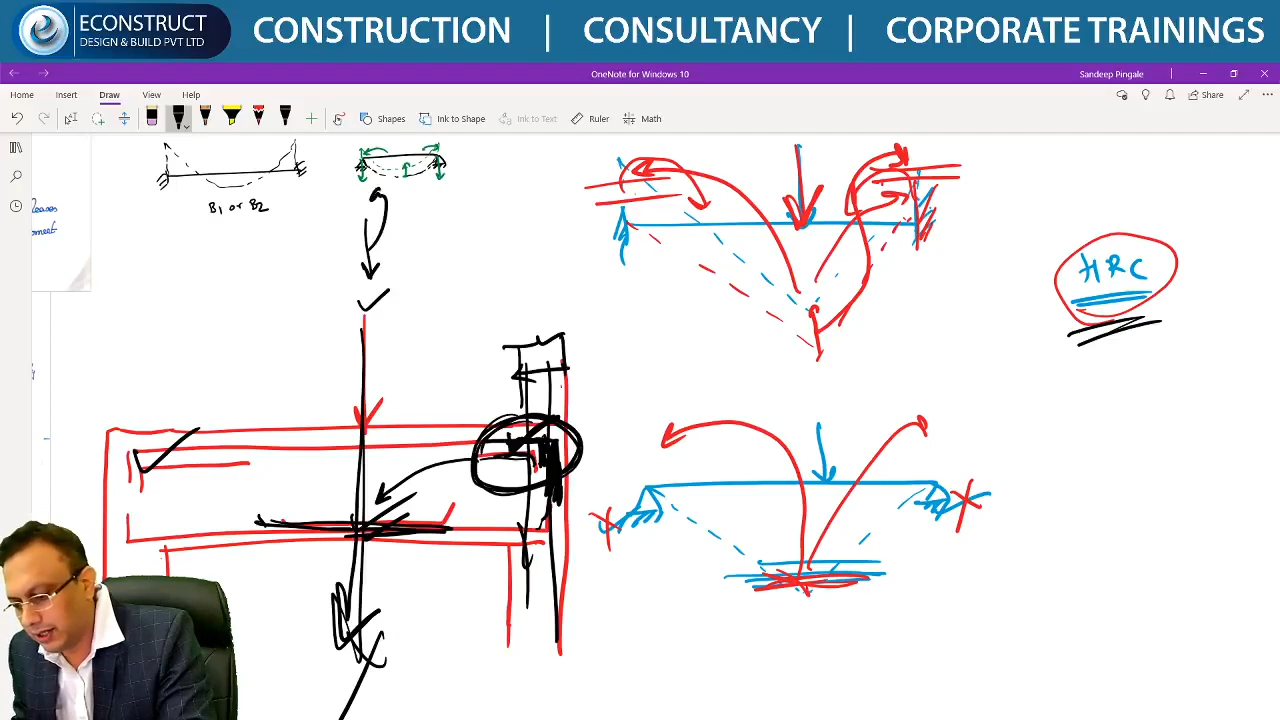 ECONSTRUCT
DESIGN & BUILD PVT LTD
CONSTRUCTION | CONSULTANCY | CORPORATE TRAININGS
OneNote for Windows 10
Sandeep Pingale
Home Insert Draw View Help
Share
Shapes
Ink to Shape
Ink to Text
Ruler
Math
B1 or B2
HRC